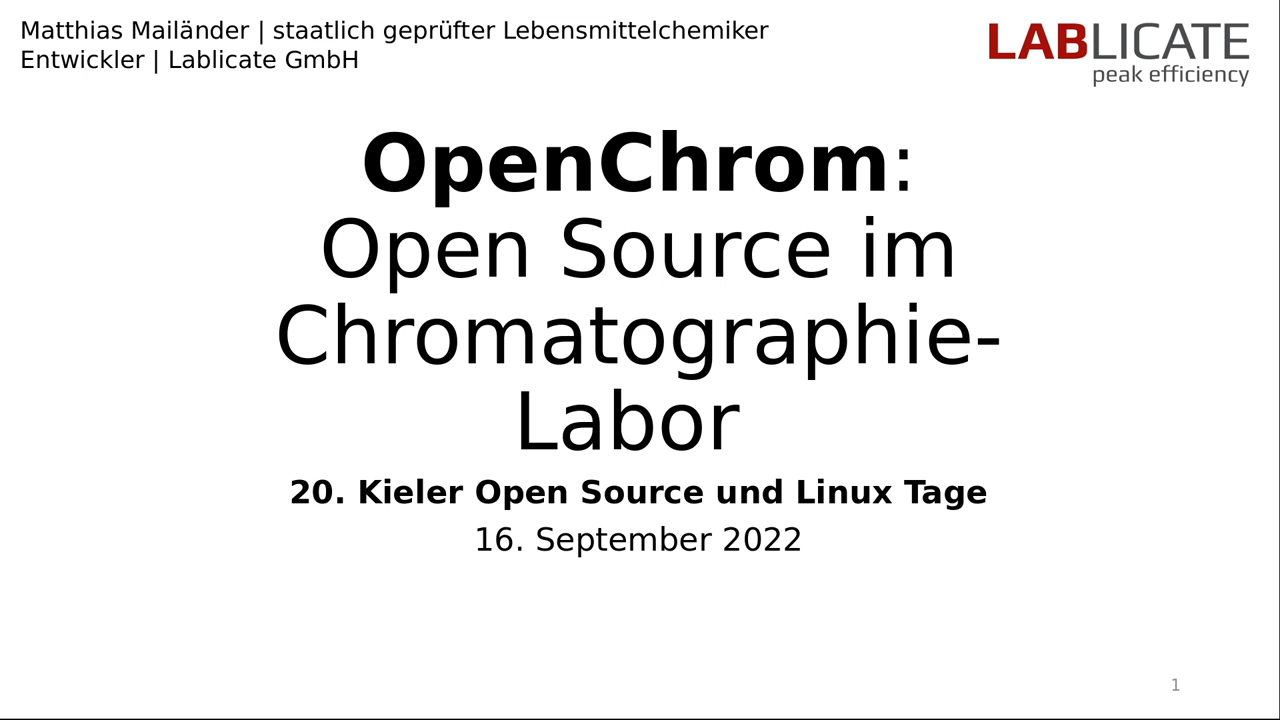 Matthias Mailänder | staatlich geprüfter Lebensmittelchemiker
Entwickler | Lablicate GmbH
LABLICATE
peak efficiency
OpenChrom:
Open Source im
Chromatographie-
Labor
20. Kieler Open Source und Linux Tage
16. September 2022
1